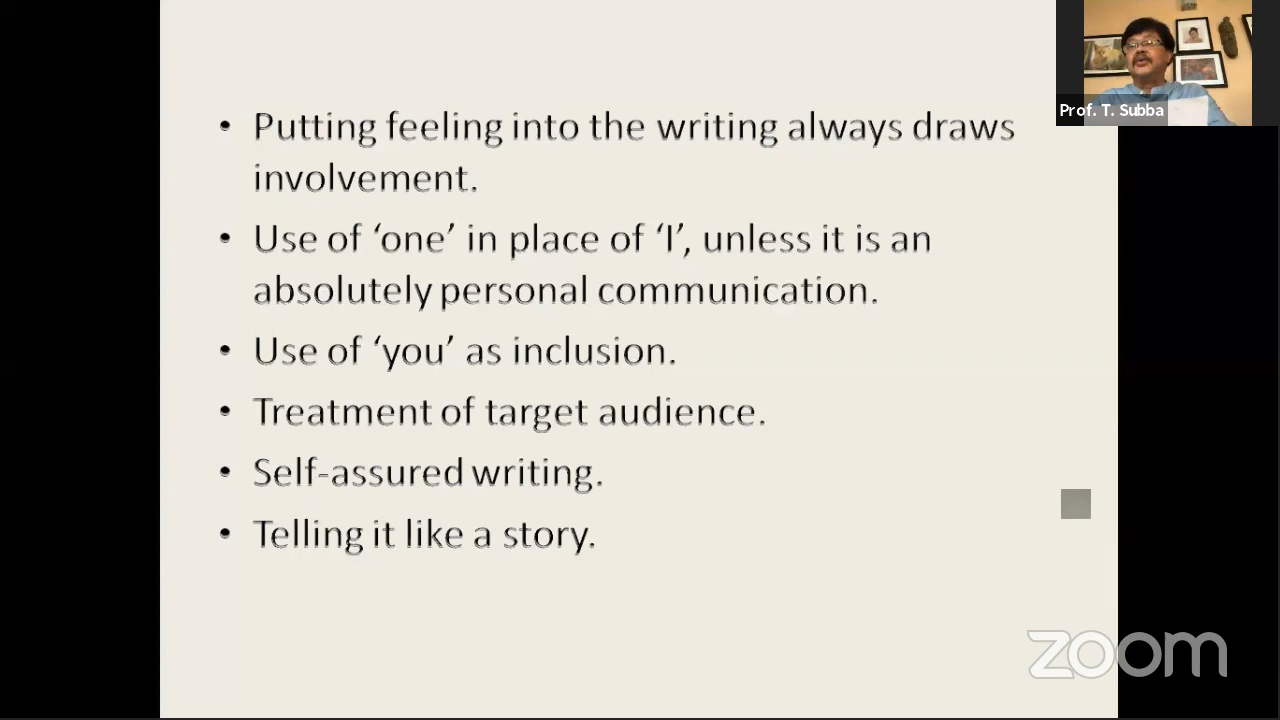 Prof. T. Subba
• Putting feeling into the writing always draws
involvement.
• Use of ‘one’ in place of ‘I’, unless it is an
absolutely personal communication.
• Use of ‘you’ as inclusion.
• Treatment of target audience.
• Self-assured writing.
• Telling it like a story.
zoom